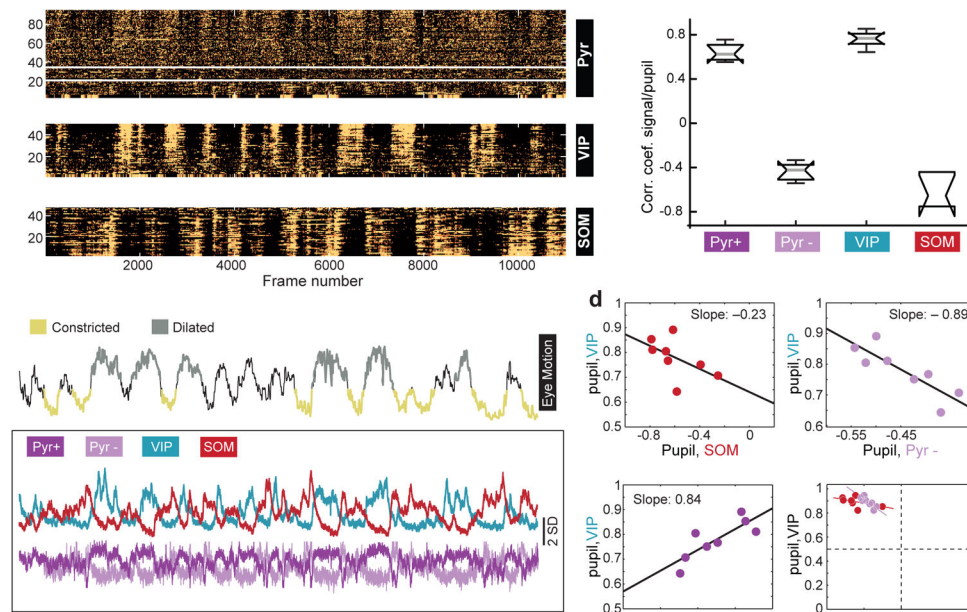 80
60
40
20
Pyr
40
20
VIP
40
20
SOM
2000
4000
6000
8000
10000
Frame number
0.8
0.4
0
-0.4
-0.8
Corr. coef. signal/pupil
Pyr+
Pyr -
VIP
SOM
Constricted
Dilated
Eye Motion
Pyr+
Pyr -
VIP
SOM
2 SD
d
1
0.9
0.8
0.7
0.6
0.5
pupil,VIP
Slope: –0.23
-0.8
-0.4
0
Pupil, SOM
1
0.9
0.8
0.7
0.6
0.5
pupil,VIP
Slope: – 0.89
-0.55
-0.45
Pupil, Pyr -
1
0.9
0.8
0.7
0.6
0.5
pupil,VIP
Slope: 0.84
1
0.8
0.6
0.4
0.2
0
pupil,VIP